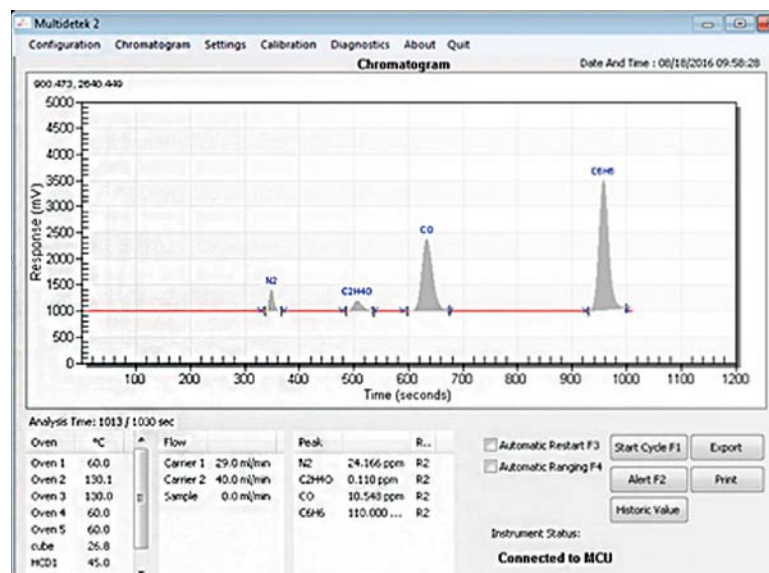 Multidetek 2
Configuration Chromatogram Settings Calibration Diagnostics About Quit
Chromatogram
Date And Time : 08/18/2016 09:58:28
900.473, 2640.449
5000
4500
4000
3500
3000
2500
2000
1500
1000
500
0
Response (mV)
N2
C2H4O
CO
C6H6
0 100 200 300 400 500 600 700 800 900 1000 1100 1200
Time (seconds)
Analysis Time: 1013 / 1030 sec
Oven °C
Oven 1 60.0
Oven 2 130.1
Oven 3 130.0
Oven 4 60.0
Oven 5 60.0
cube 26.8
HCD1 45.0
Flow
Carrier 1 29.0 ml/min
Carrier 2 40.0 ml/min
Sample 0.0 ml/min
Peak R..
N2 24.166 ppm R2
C2H4O 0.110 ppm R2
CO 10.548 ppm R2
C6H6 110.000 ... R2
Automatic Restart F3
Automatic Ranging F4
Start Cycle F1
Export
Alert F2
Print
Historic Value
Instrument Status:
Connected to MCU